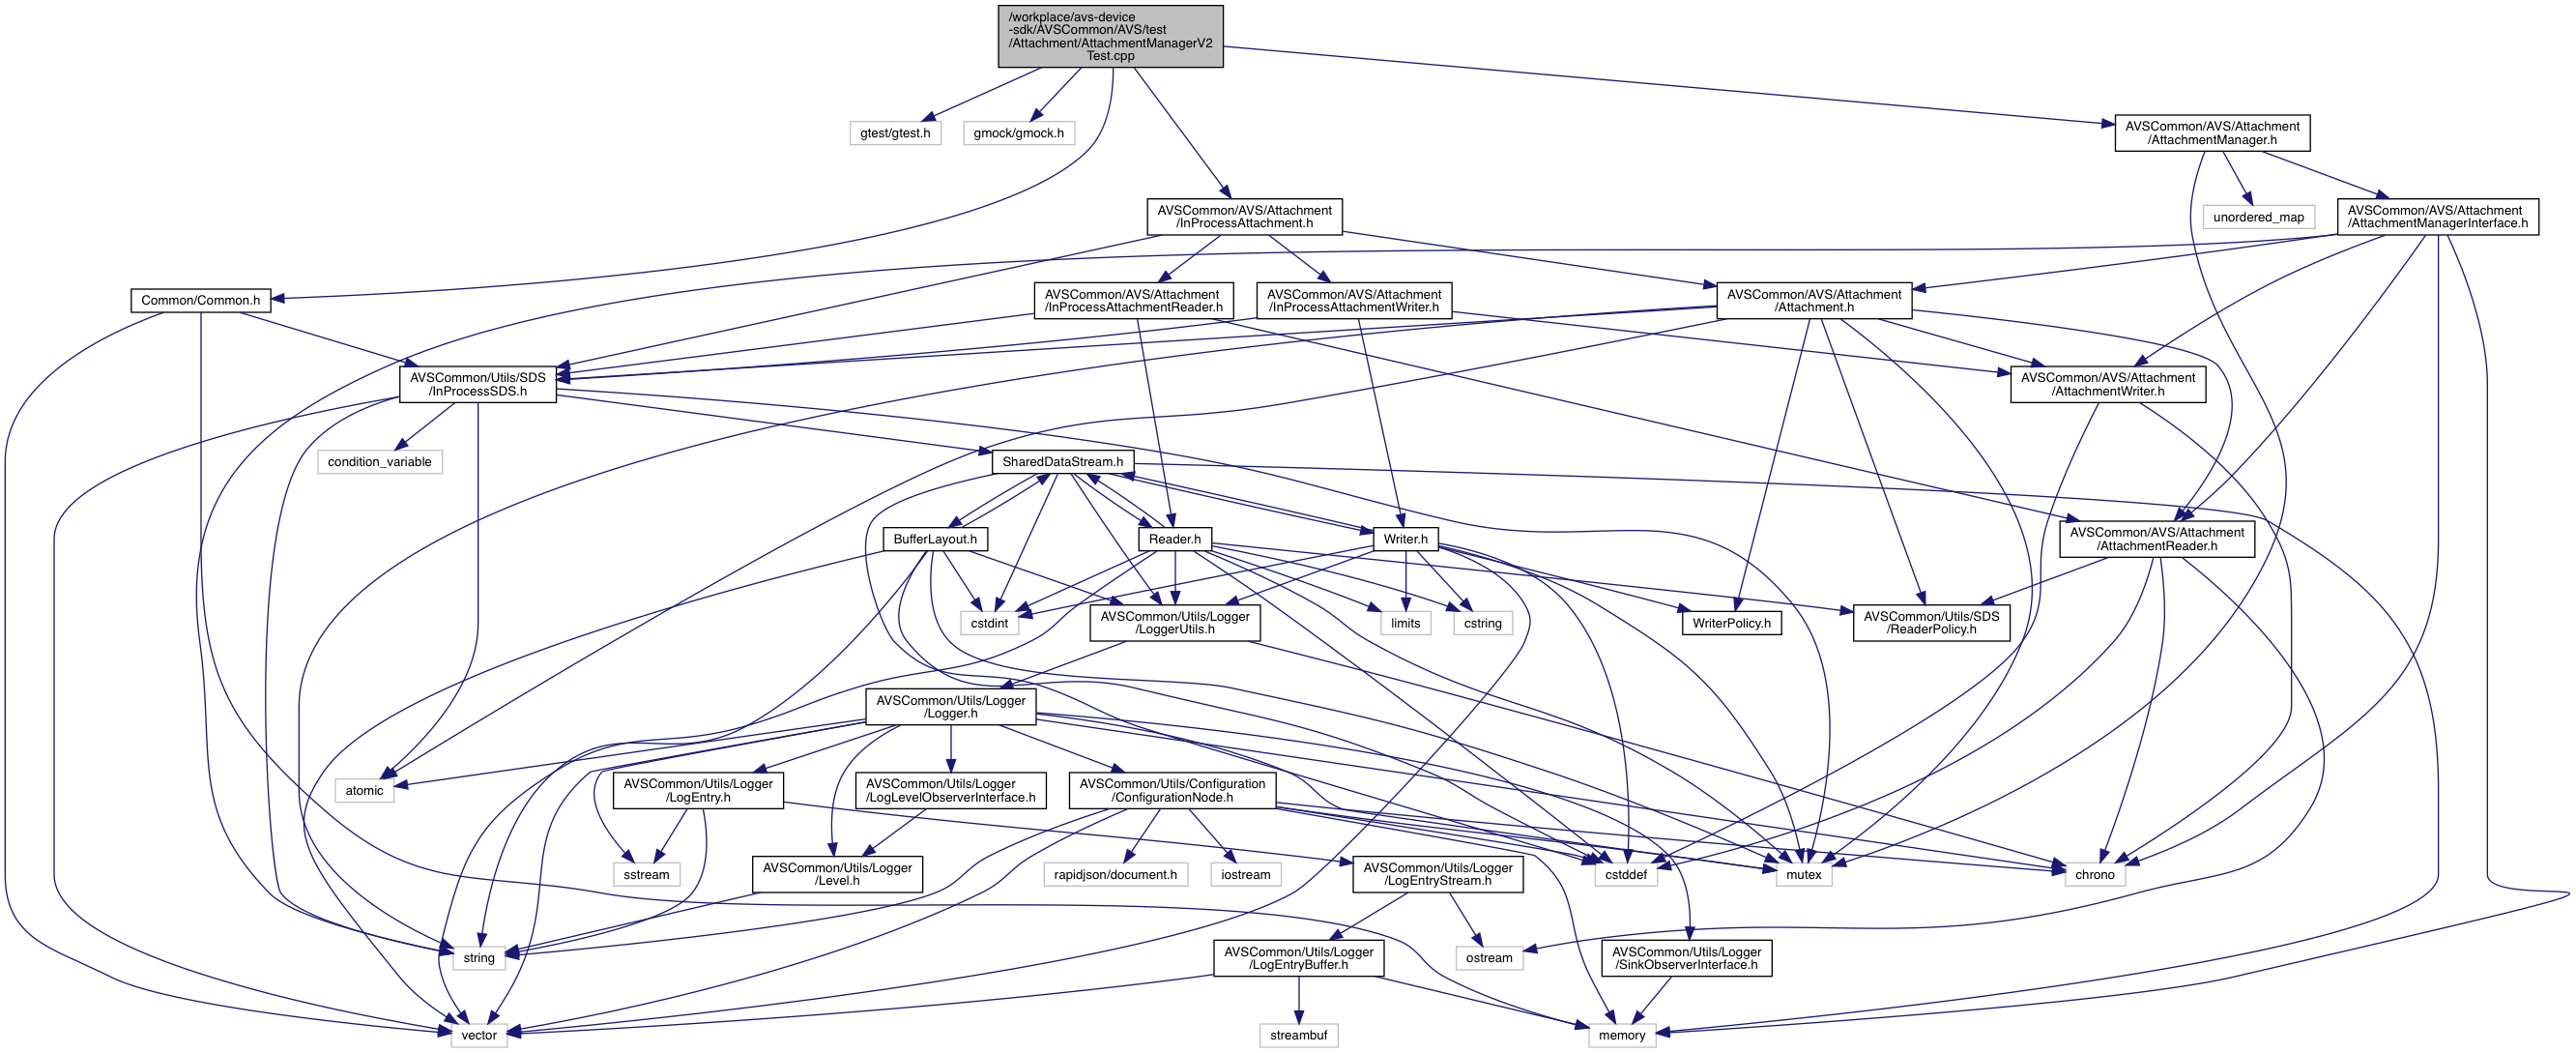 /workplace/avs-device
-sdk/AVSCommon/AVS/test
/Attachment/AttachmentManagerV2
Test.cpp
gtest/gtest.h
gmock/gmock.h
AVSCommon/AVS/Attachment
/AttachmentManager.h
AVSCommon/AVS/Attachment
/InProcessAttachment.h
unordered_map
AVSCommon/AVS/Attachment
/AttachmentManagerInterface.h
Common/Common.h
AVSCommon/AVS/Attachment
/InProcessAttachmentReader.h
AVSCommon/AVS/Attachment
/InProcessAttachmentWriter.h
AVSCommon/AVS/Attachment
/Attachment.h
AVSCommon/Utils/SDS
/InProcessSDS.h
AVSCommon/AVS/Attachment
/AttachmentWriter.h
condition_variable
SharedDataStream.h
BufferLayout.h
Reader.h
Writer.h
AVSCommon/AVS/Attachment
/AttachmentReader.h
cstdint
AVSCommon/Utils/Logger
/LoggerUtils.h
limits
cstring
WriterPolicy.h
AVSCommon/Utils/SDS
/ReaderPolicy.h
AVSCommon/Utils/Logger
/Logger.h
atomic
AVSCommon/Utils/Logger
/LogEntry.h
AVSCommon/Utils/Logger
/LogLevelObserverInterface.h
AVSCommon/Utils/Configuration
/ConfigurationNode.h
sstream
AVSCommon/Utils/Logger
/Level.h
rapidjson/document.h
iostream
AVSCommon/Utils/Logger
/LogEntryStream.h
cstddef
mutex
chrono
string
AVSCommon/Utils/Logger
/LogEntryBuffer.h
ostream
AVSCommon/Utils/Logger
/SinkObserverInterface.h
vector
streambuf
memory